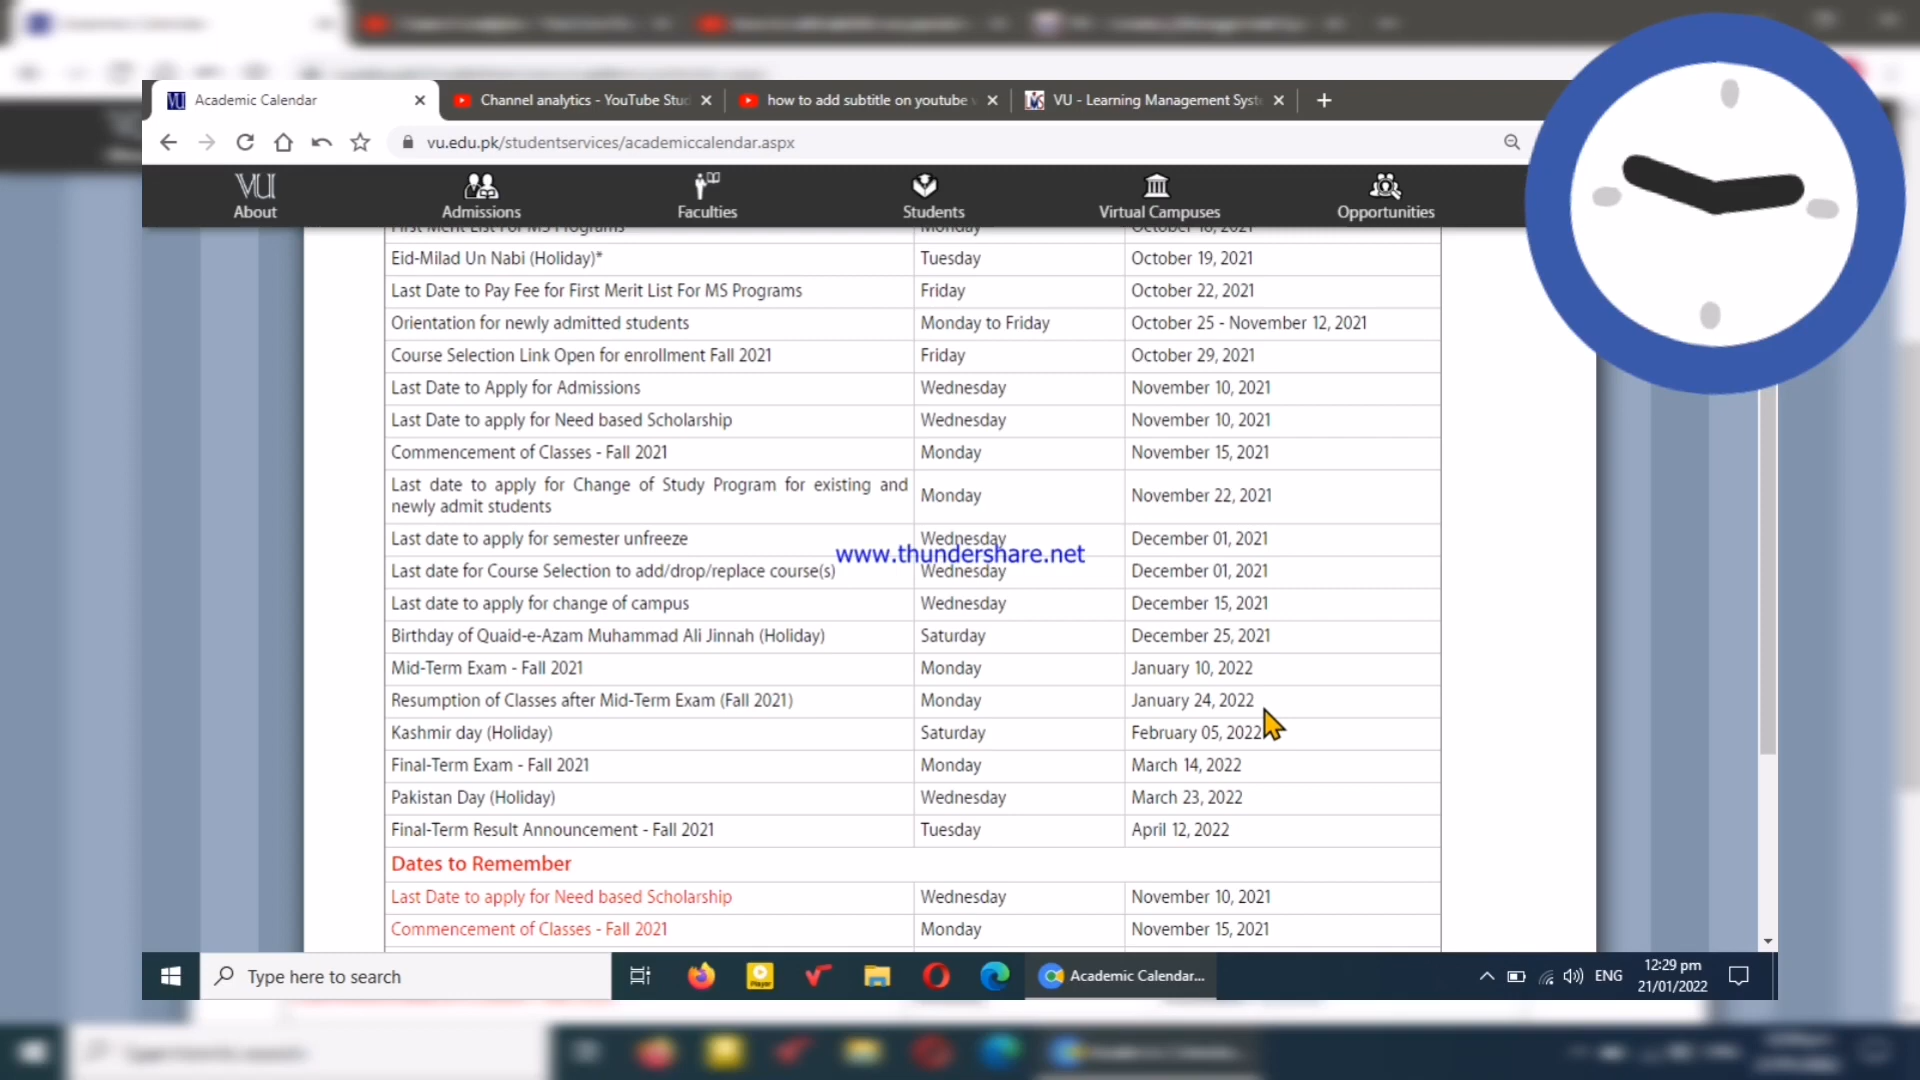 Academic Calendar
Channel analytics - YouTube Stud
how to add subtitle on youtube
VU - Learning Management Syst
vu.edu.pk/studentservices/academiccalendar.aspx
VU
About
Admissions
Faculties
Students
Virtual Campuses
Opportunities
First Merit List For MS Programs Monday October 18, 2021
Eid-Milad Un Nabi (Holiday)* Tuesday October 19, 2021
Last Date to Pay Fee for First Merit List For MS Programs Friday October 22, 2021
Orientation for newly admitted students Monday to Friday October 25 - November 12, 2021
Course Selection Link Open for enrollment Fall 2021 Friday October 29, 2021
Last Date to Apply for Admissions Wednesday November 10, 2021
Last Date to apply for Need based Scholarship Wednesday November 10, 2021
Commencement of Classes - Fall 2021 Monday November 15, 2021
Last date to apply for Change of Study Program for existing and
newly admit students Monday November 22, 2021
Last date to apply for semester unfreeze Wednesday December 01, 2021
www.thundershare.net
Last date for Course Selection to add/drop/replace course(s) Wednesday December 01, 2021
Last date to apply for change of campus Wednesday December 15, 2021
Birthday of Quaid-e-Azam Muhammad Ali Jinnah (Holiday) Saturday December 25, 2021
Mid-Term Exam - Fall 2021 Monday January 10, 2022
Resumption of Classes after Mid-Term Exam (Fall 2021) Monday January 24, 2022
Kashmir day (Holiday) Saturday February 05, 2022
Final-Term Exam - Fall 2021 Monday March 14, 2022
Pakistan Day (Holiday) Wednesday March 23, 2022
Final-Term Result Announcement - Fall 2021 Tuesday April 12, 2022
Dates to Remember
Last Date to apply for Need based Scholarship Wednesday November 10, 2021
Commencement of Classes - Fall 2021 Monday November 15, 2021
Type here to search
Player
Academic Calendar...
ENG
12:29 pm
21/01/2022